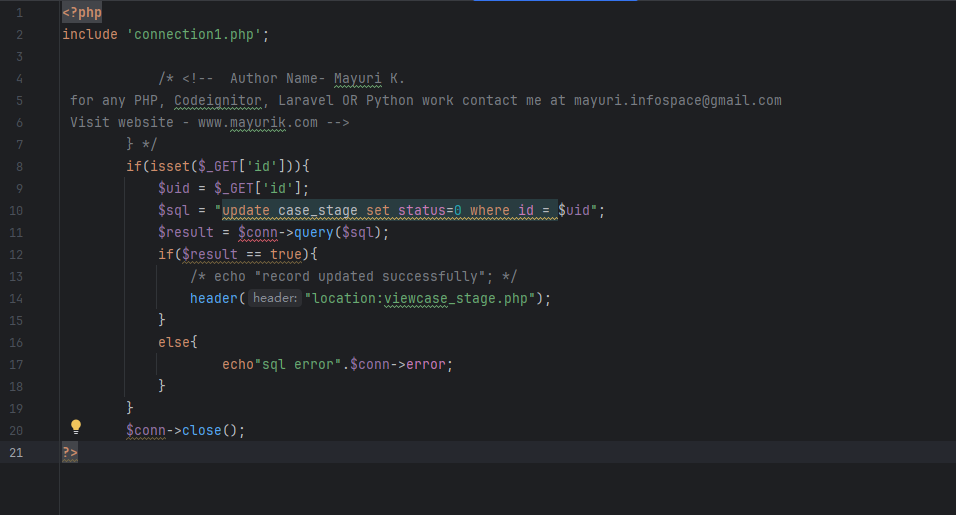 1 <?php
2 include 'connection1.php';
3
4 /* <!--  Author Name- Mayuri K.
5 for any PHP, Codeignitor, Laravel OR Python work contact me at mayuri.infospace@gmail.com
6 Visit website - www.mayurik.com -->
7 } */
8 if(isset($_GET['id'])){
9 $uid = $_GET['id'];
10 $sql = "update case_stage set status=0 where id = $uid";
11 $result = $conn->query($sql);
12 if($result == true){
13 /* echo "record updated successfully"; */
14 header( header: "location:viewcase_stage.php");
15 }
16 else{
17 echo"sql error".$conn->error;
18 }
19 }
20 $conn->close();
21 ?>